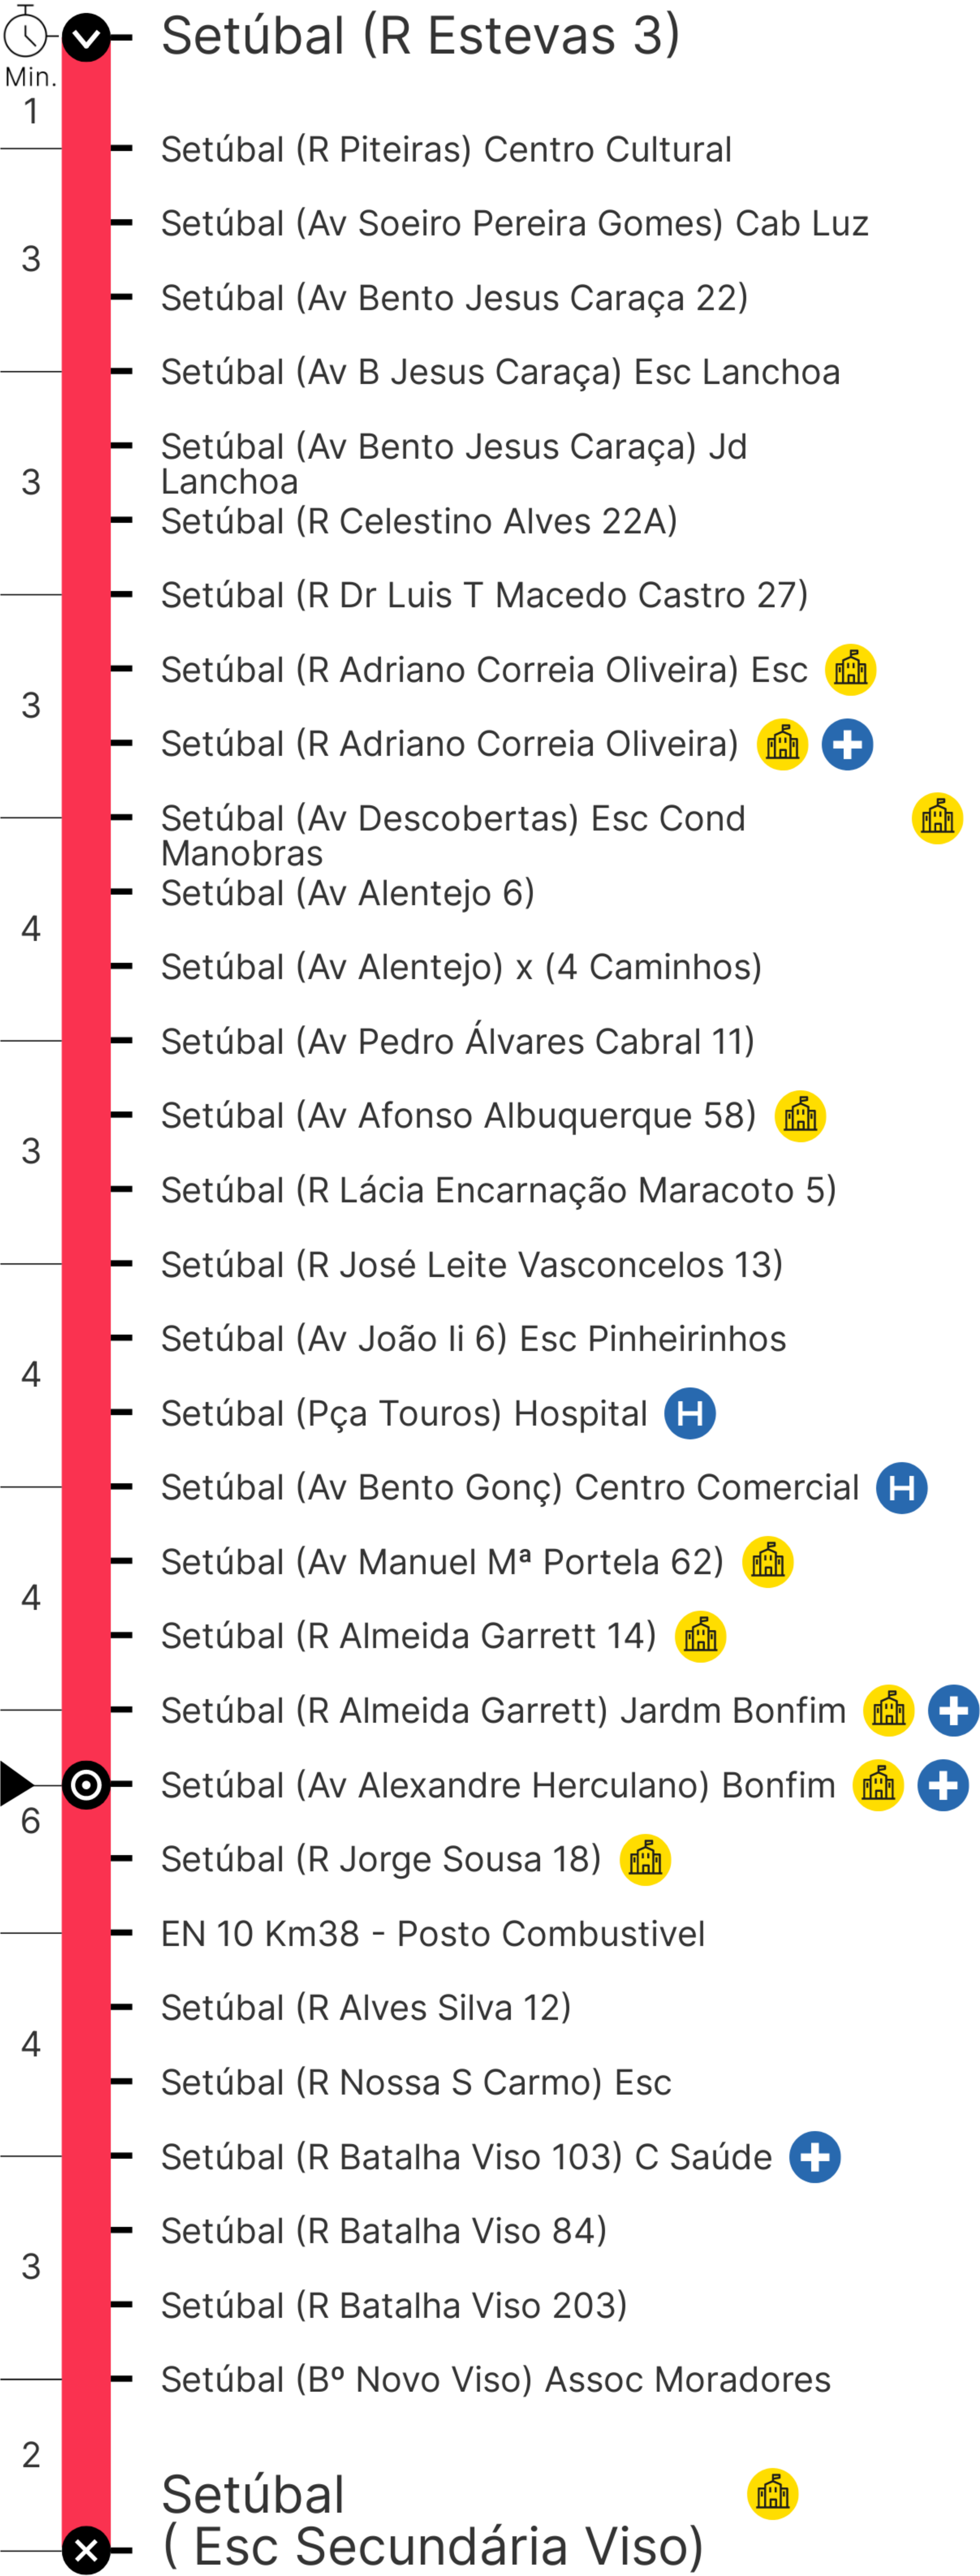 Setúbal (R Estevas 3)
Min.
1
Setúbal (R Piteiras) Centro Cultural
Setúbal (Av Soeiro Pereira Gomes) Cab Luz
3
Setúbal (Av Bento Jesus Caraça 22)
Setúbal (Av B Jesus Caraça) Esc Lanchoa
Setúbal (Av Bento Jesus Caraça) Jd
Lanchoa
3
Setúbal (R Celestino Alves 22A)
Setúbal (R Dr Luis T Macedo Castro 27)
Setúbal (R Adriano Correia Oliveira) Esc
3
Setúbal (R Adriano Correia Oliveira)
Setúbal (Av Descobertas) Esc Cond
Manobras
Setúbal (Av Alentejo 6)
4
Setúbal (Av Alentejo) x (4 Caminhos)
Setúbal (Av Pedro Álvares Cabral 11)
Setúbal (Av Afonso Albuquerque 58)
3
Setúbal (R Lácia Encarnação Maracoto 5)
Setúbal (R José Leite Vasconcelos 13)
Setúbal (Av João Ii 6) Esc Pinheirinhos
4
Setúbal (Pça Touros) Hospital H
Setúbal (Av Bento Gonç) Centro Comercial H
Setúbal (Av Manuel Mª Portela 62)
4
Setúbal (R Almeida Garrett 14)
Setúbal (R Almeida Garrett) Jardm Bonfim
Setúbal (Av Alexandre Herculano) Bonfim
6
Setúbal (R Jorge Sousa 18)
EN 10 Km38 - Posto Combustivel
Setúbal (R Alves Silva 12)
4
Setúbal (R Nossa S Carmo) Esc
Setúbal (R Batalha Viso 103) C Saúde
Setúbal (R Batalha Viso 84)
3
Setúbal (R Batalha Viso 203)
Setúbal (Bº Novo Viso) Assoc Moradores
2
Setúbal
( Esc Secundária Viso)